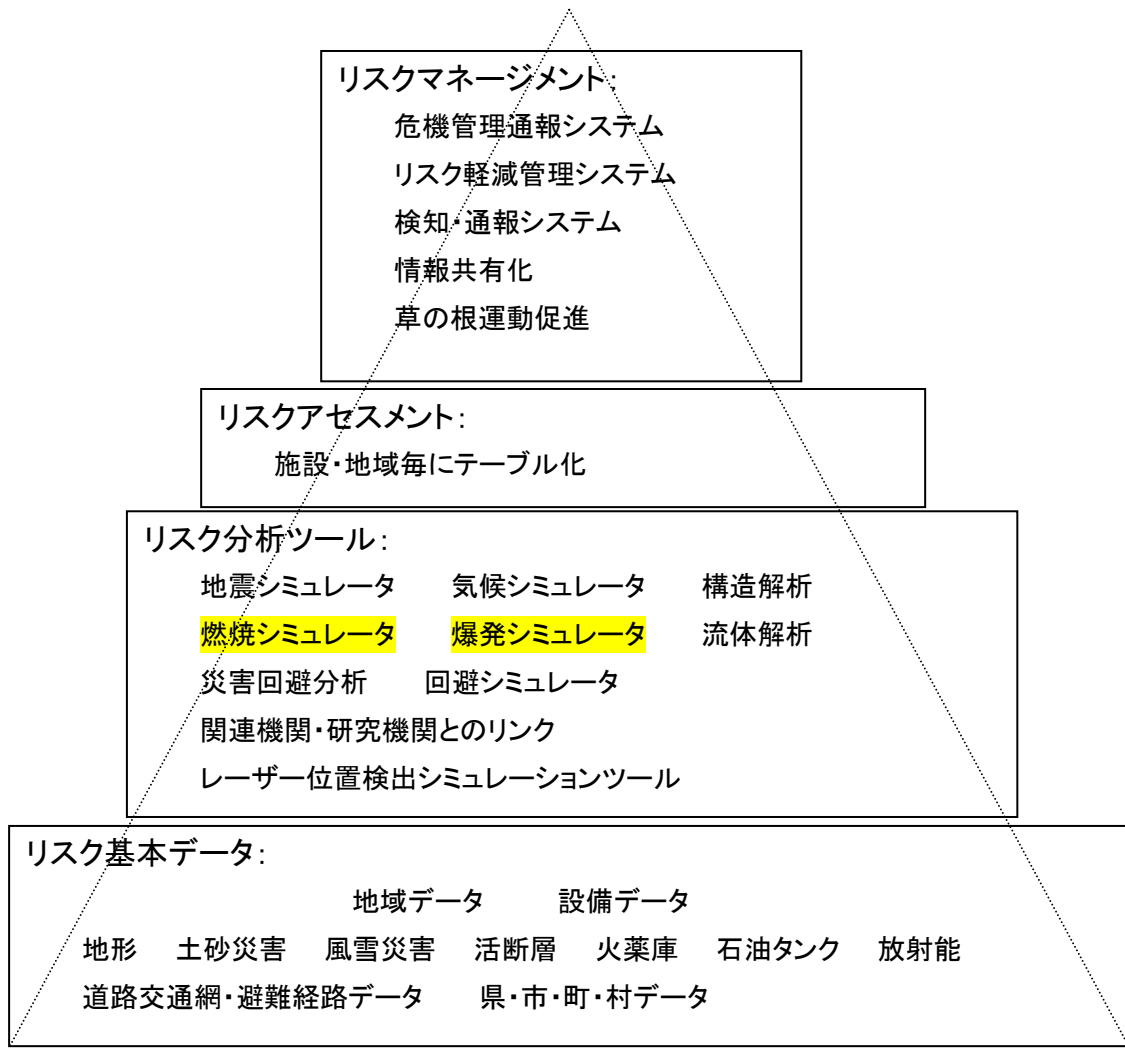 リスクマネージメント:
危機管理通報システム
リスク軽減管理システム
検知・通報システム
情報共有化
草の根運動促進
リスクアセスメント:
施設・地域毎にテーブル化
リスク分析ツール:
地震シミュレータ 気候シミュレータ 構造解析
燃焼シミュレータ 爆発シミュレータ 流体解析
災害回避分析 回避シミュレータ
関連機関・研究機関とのリンク
レーザー位置検出シミュレーションツール
リスク基本データ:
地域データ 設備データ
地形 土砂災害 風雪災害 活断層 火薬庫 石油タンク 放射能
道路交通網・避難経路データ 県・市・町・村データ